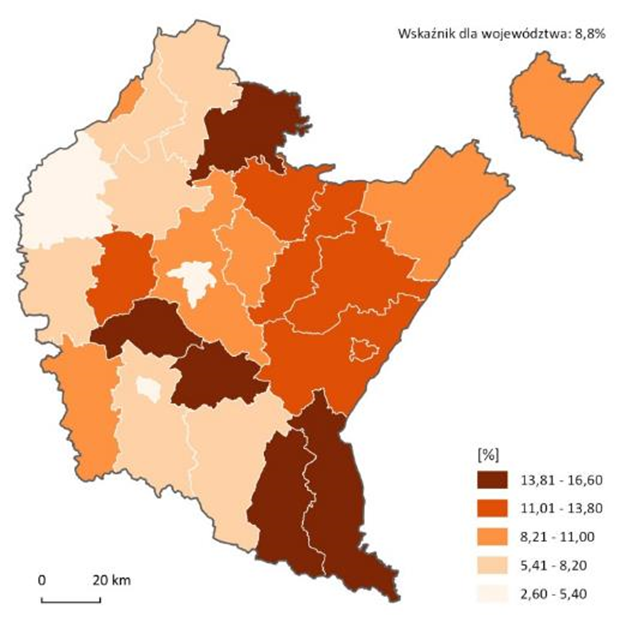 Wskaźnik dla województwa: 8,8%
[%]
13,81 - 16,60
11,01 - 13,80
8,21 - 11,00
5,41 - 8,20
2,60 - 5,40
0 20 km